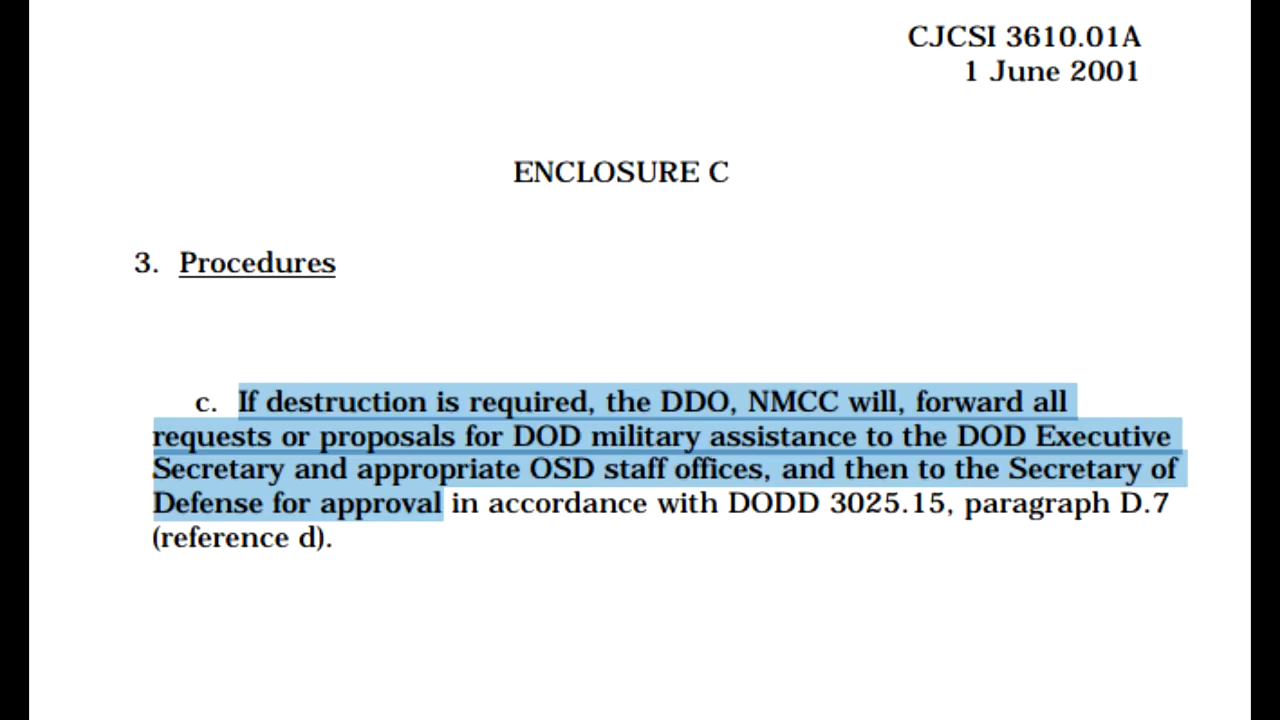 CJCSI 3610.01A
1 June 2001
ENCLOSURE C
3. Procedures
c. If destruction is required, the DDO, NMCC will, forward all
requests or proposals for DOD military assistance to the DOD Executive
Secretary and appropriate OSD staff offices, and then to the Secretary of
Defense for approval in accordance with DODD 3025.15, paragraph D.7
(reference d).